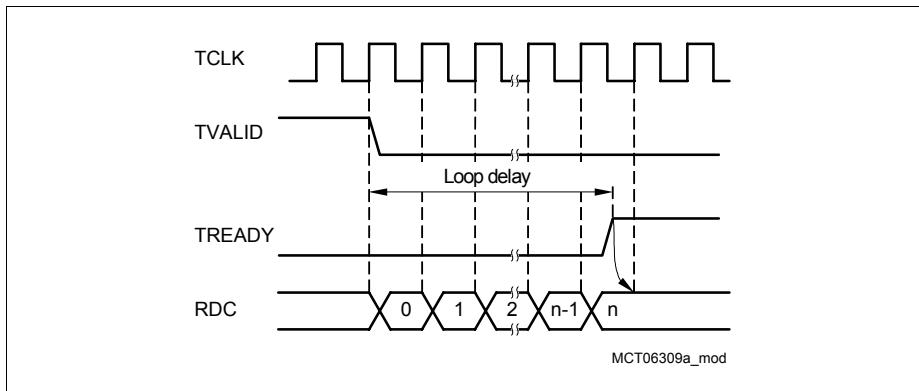 TCLK
TVALID
Loop delay
TREADY
RDC
0
1
2
n-1
n
MCT06309a_mod